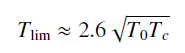 T_lim ≈ 2.6 √(T_0 T_c)